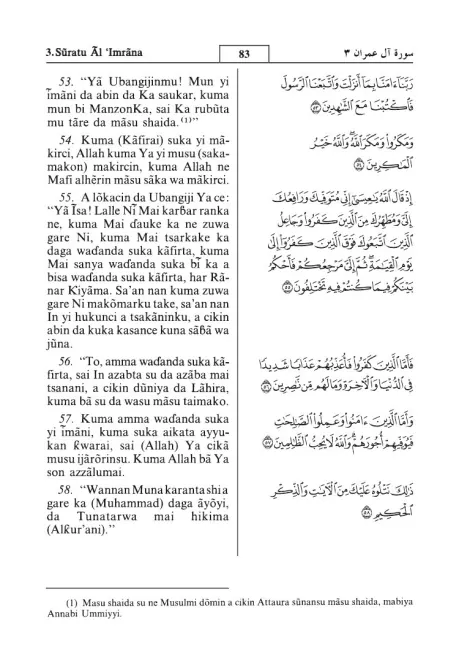 3.Sūratu Āl ‘Imrāna
83
سورة آل عمران ٣
53. “Yā Ubangijinmu! Mun yi
īmāni da abin da Ka saukar, kuma
mun bi ManzonKa, sai Ka rubūta
mu tāre da māsu shaida.(1)”
54. Kuma (Kāfirai) suka yi mā-
kirci, Allah kuma Ya yi musu (saka-
makon) makircin, kuma Allah ne
Mafi alhẽrin māsu sāka wa mākirci.
55. A lōkacin da Ubangiji Ya ce:
“Yā Īsa! Lalle Nī Mai karɓar ranka
ne, kuma Mai ɗauke ka ne zuwa
gare Ni, kuma Mai tsarkake ka
daga waɗanda suka kāfirta, kuma
Mai sanya waɗanda suka bī ka a
bisa waɗanda suka kāfirta, har Rā-
nar Ƙiyāma. Sa’an nan kuma zuwa
gare Ni makōmarku take, sa’an nan
In yi hukunci a tsakāninku, a cikin
abin da kuka kasance kuna sāɓā wa
jūna.
56. “To, amma waɗanda suka kā-
firta, sai In azabta su da azāba mai
tsanani, a cikin dūniya da Lāhira,
kuma bā su da wasu māsu taimako.
57. Kuma amma waɗanda suka
yi īmāni, kuma suka aikata ayyu-
kan ƙwarai, sai (Allah) Ya cikā
musu ijārōrinsu. Kuma Allah bā Ya
son azzālumai.
58. “Wannan Muna karanta shi a
gare ka (Muhammad) daga āyōyi,
da Tunatarwa mai hikima
(Alƙur’ani).”
رَبَّنَآ ءَامَنَّا بِمَآ أَنزَلْتَ وَٱتَّبَعْنَا ٱلرَّسُولَ
فَٱكْتُبْنَا مَعَ ٱلشَّٰهِدِينَ ٥٣
وَمَكَرُوا۟ وَمَكَرَ ٱللَّهُ وَٱللَّهُ خَيْرُ
ٱلْمَٰكِرِينَ ٥٤
إِذْ قَالَ ٱللَّهُ يَٰعِيسَىٰٓ إِنِّى مُتَوَفِّيكَ وَرَافِعُكَ
إِلَىَّ وَمُطَهِّرُكَ مِنَ ٱلَّذِينَ كَفَرُوا۟ وَجَاعِلُ
ٱلَّذِينَ ٱتَّبَعُوكَ فَوْقَ ٱلَّذِينَ كَفَرُوٓا۟ إِلَىٰ
يَوْمِ ٱلْقِيَٰمَةِ ثُمَّ إِلَىَّ مَرْجِعُكُمْ فَأَحْكُمُ
بَيْنَكُمْ فِيمَا كُنتُمْ فِيهِ تَخْتَلِفُونَ ٥٥
فَأَمَّا ٱلَّذِينَ كَفَرُوا۟ فَأُعَذِّبُهُمْ عَذَابًا شَدِيدًا
فِى ٱلدُّنْيَا وَٱلْءَاخِرَةِ وَمَا لَهُم مِّن نَّٰصِرِينَ ٥٦
وَأَمَّا ٱلَّذِينَ ءَامَنُوا۟ وَعَمِلُوا۟ ٱلصَّٰلِحَٰتِ
فَيُوَفِّيهِمْ أُجُورَهُمْ وَٱللَّهُ لَا يُحِبُّ ٱلظَّٰلِمِينَ ٥٧
ذَٰلِكَ نَتْلُوهُ عَلَيْكَ مِنَ ٱلْءَايَٰتِ وَٱلذِّكْرِ
ٱلْحَكِيمِ ٥٨
(1) Masu shaida su ne Musulmi dōmin a cikin Attaura sūnansu māsu shaida, mabiya
Annabi Ummiyyi.